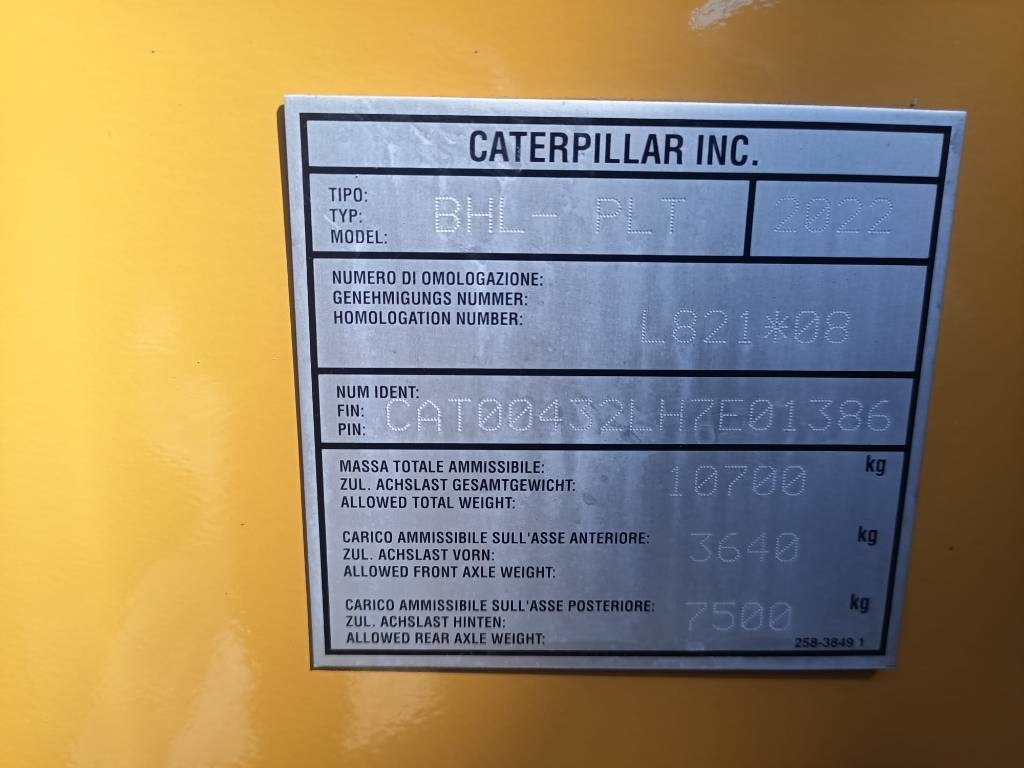 CATERPILLAR INC.
TIPO:
TYP:
MODEL:
BHL- PLT
2022
NUMERO DI OMOLOGAZIONE:
GENEHMIGUNGS NUMMER:
HOMOLOGATION NUMBER:
L821*08
NUM IDENT:
FIN:
PIN:
CAT00432LH7E01386
MASSA TOTALE AMMISSIBILE:
ZUL. ACHSLAST GESAMTGEWICHT:
ALLOWED TOTAL WEIGHT:
10700 kg
CARICO AMMISSIBILE SULL'ASSE ANTERIORE:
ZUL. ACHSLAST VORN:
ALLOWED FRONT AXLE WEIGHT:
3640 kg
CARICO AMMISSIBILE SULL'ASSE POSTERIORE:
ZUL. ACHSLAST HINTEN:
ALLOWED REAR AXLE WEIGHT:
7500 kg
258-3849 1